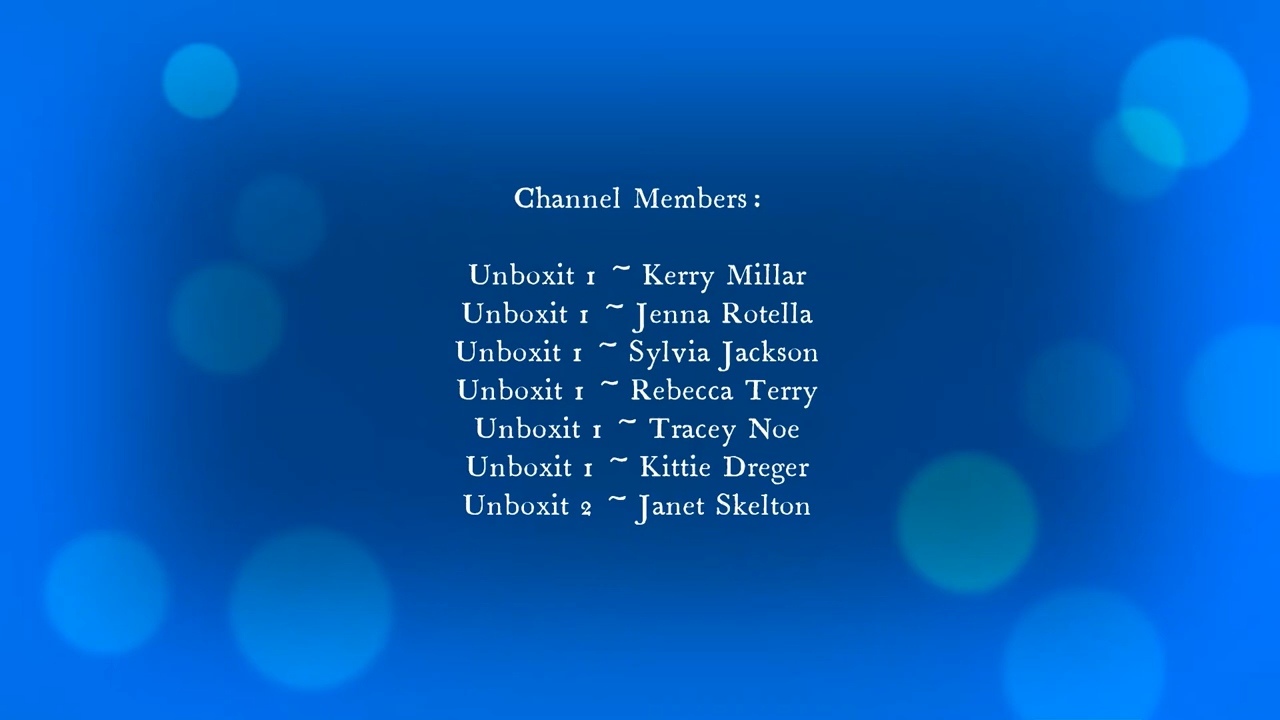 Channel Members:
Unboxit 1 ~ Kerry Millar
Unboxit 1 ~ Jenna Rotella
Unboxit 1 ~ Sylvia Jackson
Unboxit 1 ~ Rebecca Terry
Unboxit 1 ~ Tracey Noe
Unboxit 1 ~ Kittie Dreger
Unboxit 2 ~ Janet Skelton